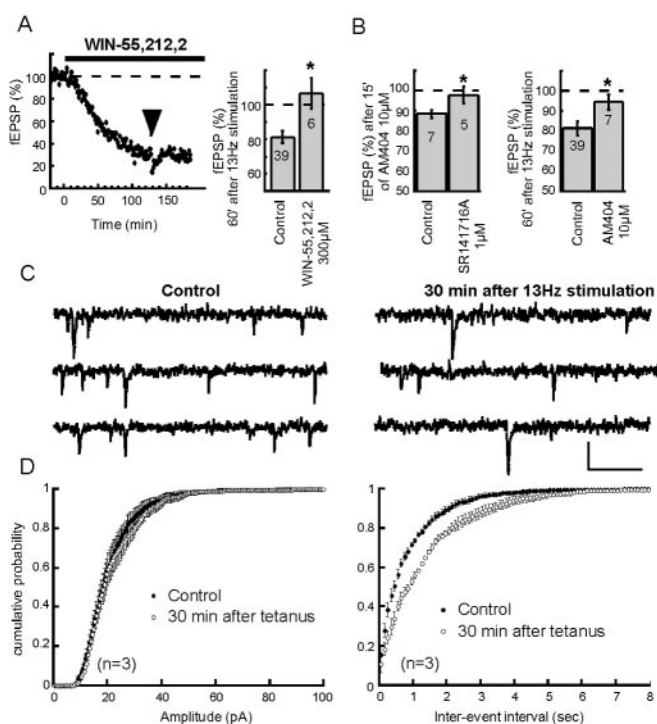 A
WIN-55,212,2
fEPSP (%)
100
80
60
40
20
0
0 50 100 150
Time (min)
fEPSP (%)
60' after 13Hz stimulation
100
80
60
39
6
Control
WIN-55,212,2
300µM
B
fEPSP (%) after 15'
of AM404 10µM
100
90
80
70
60
50
7
5
Control
SR141716A
1µM
fEPSP (%)
60' after 13Hz stimulation
100
90
80
70
60
50
39
7
Control
AM404
10µM
*
*
*
C
Control
30 min after 13Hz stimulation
D
cumulative probability
1
0.8
0.6
0.4
0.2
0
Control
30 min after tetanus
(n=3)
0 20 40 60 80 100
Amplitude (pA)
1
0.8
0.6
0.4
0.2
0
Control
30 min after tetanus
(n=3)
0 1 2 3 4 5 6 7 8
Inter-event interval (sec)